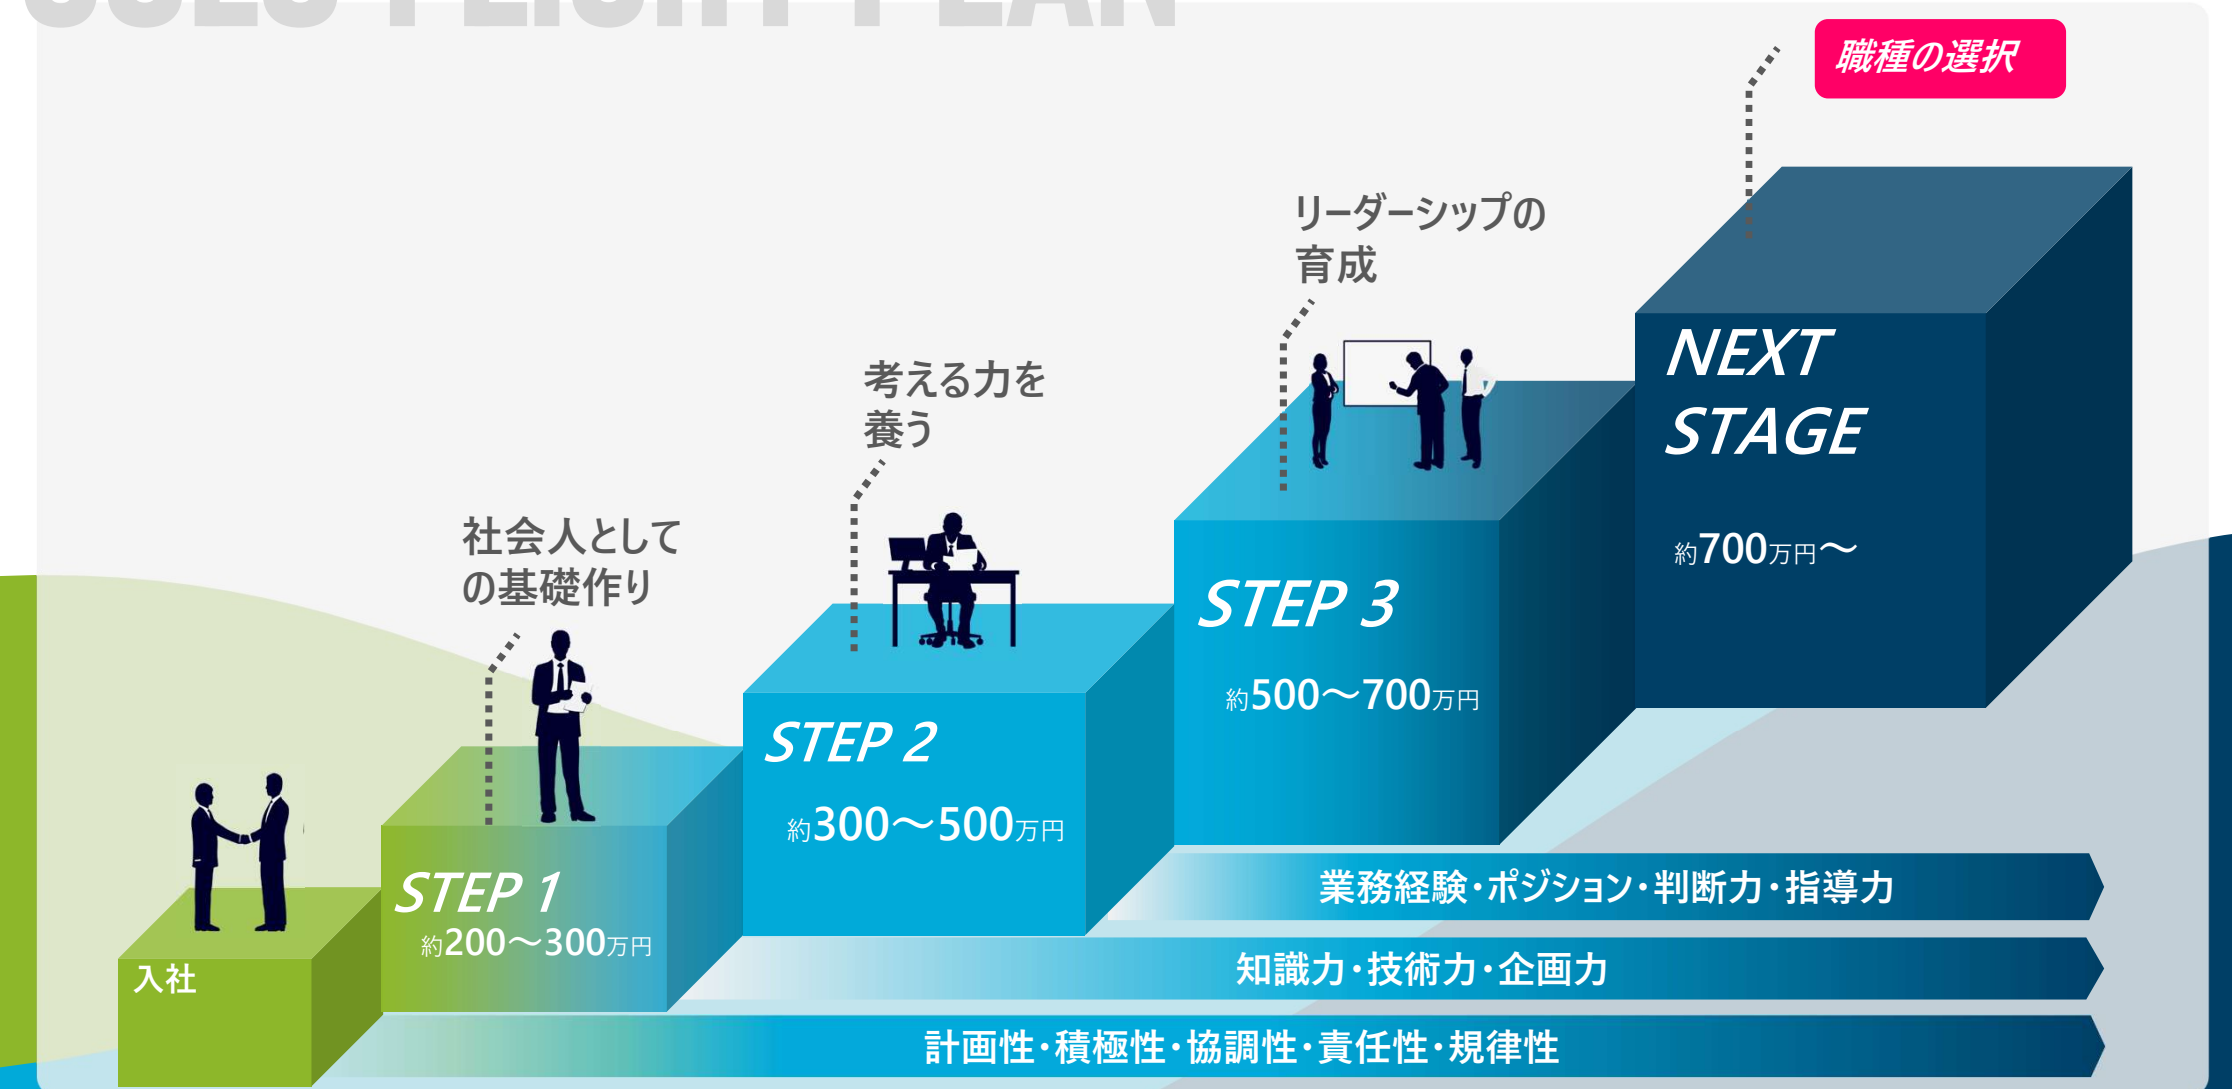 FLIGHT PLAN
職種の選択
リーダーシップの
育成
考える力を
養う
社会人として
の基礎作り
NEXT
STAGE
約700万円～
STEP 3
約500～700万円
STEP 2
約300～500万円
STEP 1
約200～300万円
入社
業務経験・ポジション・判断力・指導力
知識力・技術力・企画力
計画性・積極性・協調性・責任性・規律性